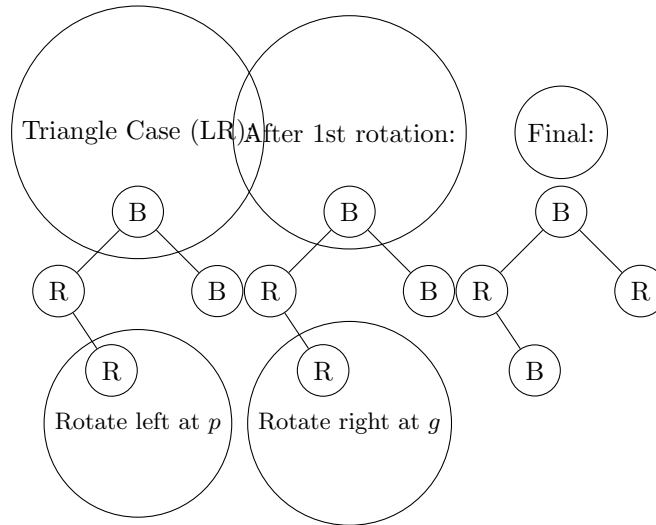 Triangle Case (LR):
After 1st rotation:
Final:
B
B
B
R
B
R
B
R
R
R
R
B
Rotate left at p
Rotate right at g